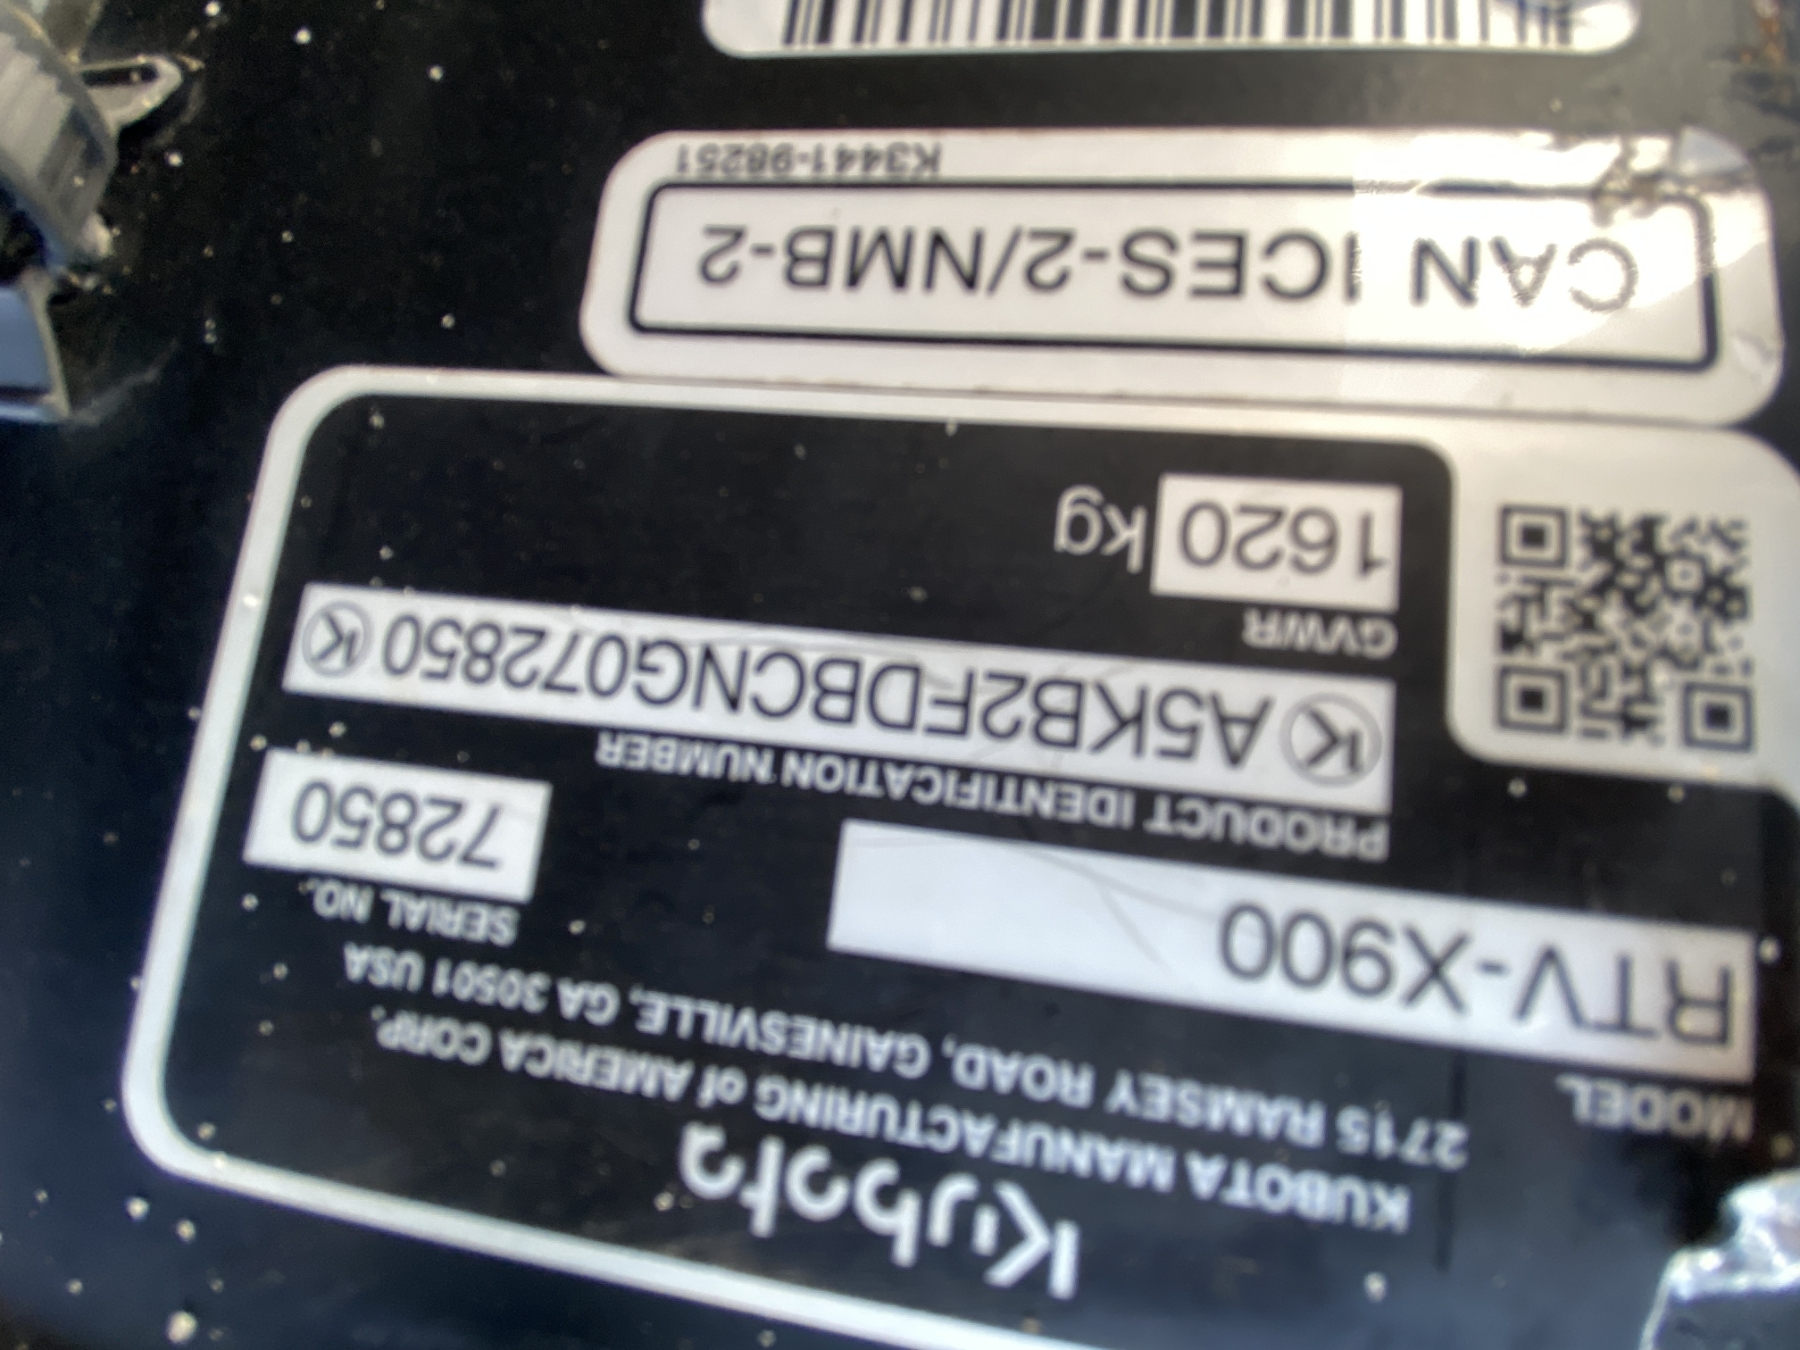 Kubota
KUBOTA MANUFACTURING of AMERICA CORP.
2715 RAMSEY ROAD, GAINESVILLE, GA 30501 USA
MODEL
RTV-X900
SERIAL NO.
72850
PRODUCT IDENTIFICATION NUMBER
A5KB2FDBCNG072850
GVWR
1620 kg
CAN ICES-2/NMB-2
K3441-98251